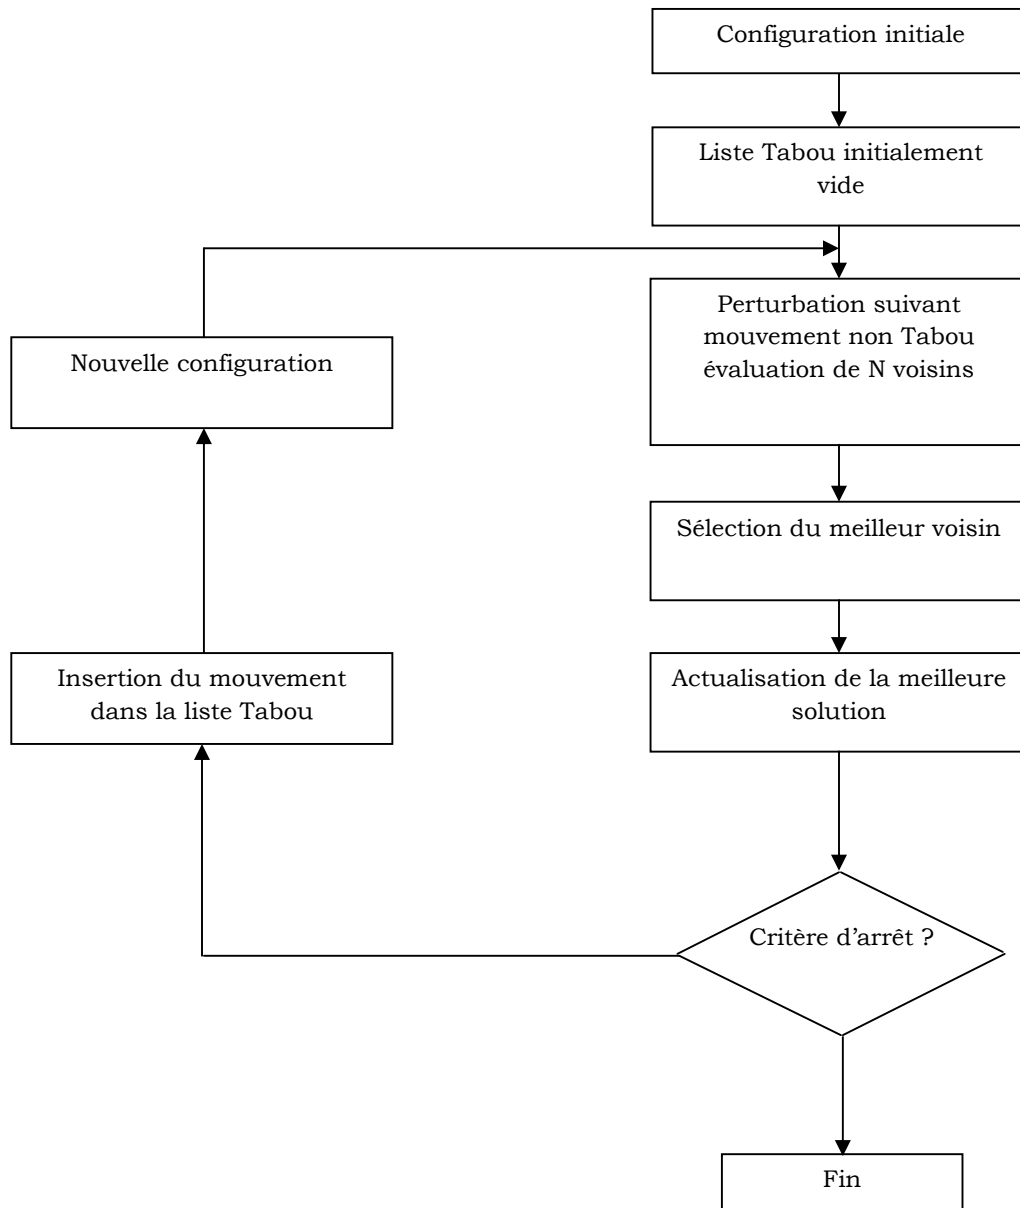 Configuration initiale
Liste Tabou initialement
vide
Perturbation suivant
mouvement non Tabou
évaluation de N voisins
Nouvelle configuration
Sélection du meilleur voisin
Insertion du mouvement
dans la liste Tabou
Actualisation de la meilleure
solution
Critère d’arrêt ?
Fin